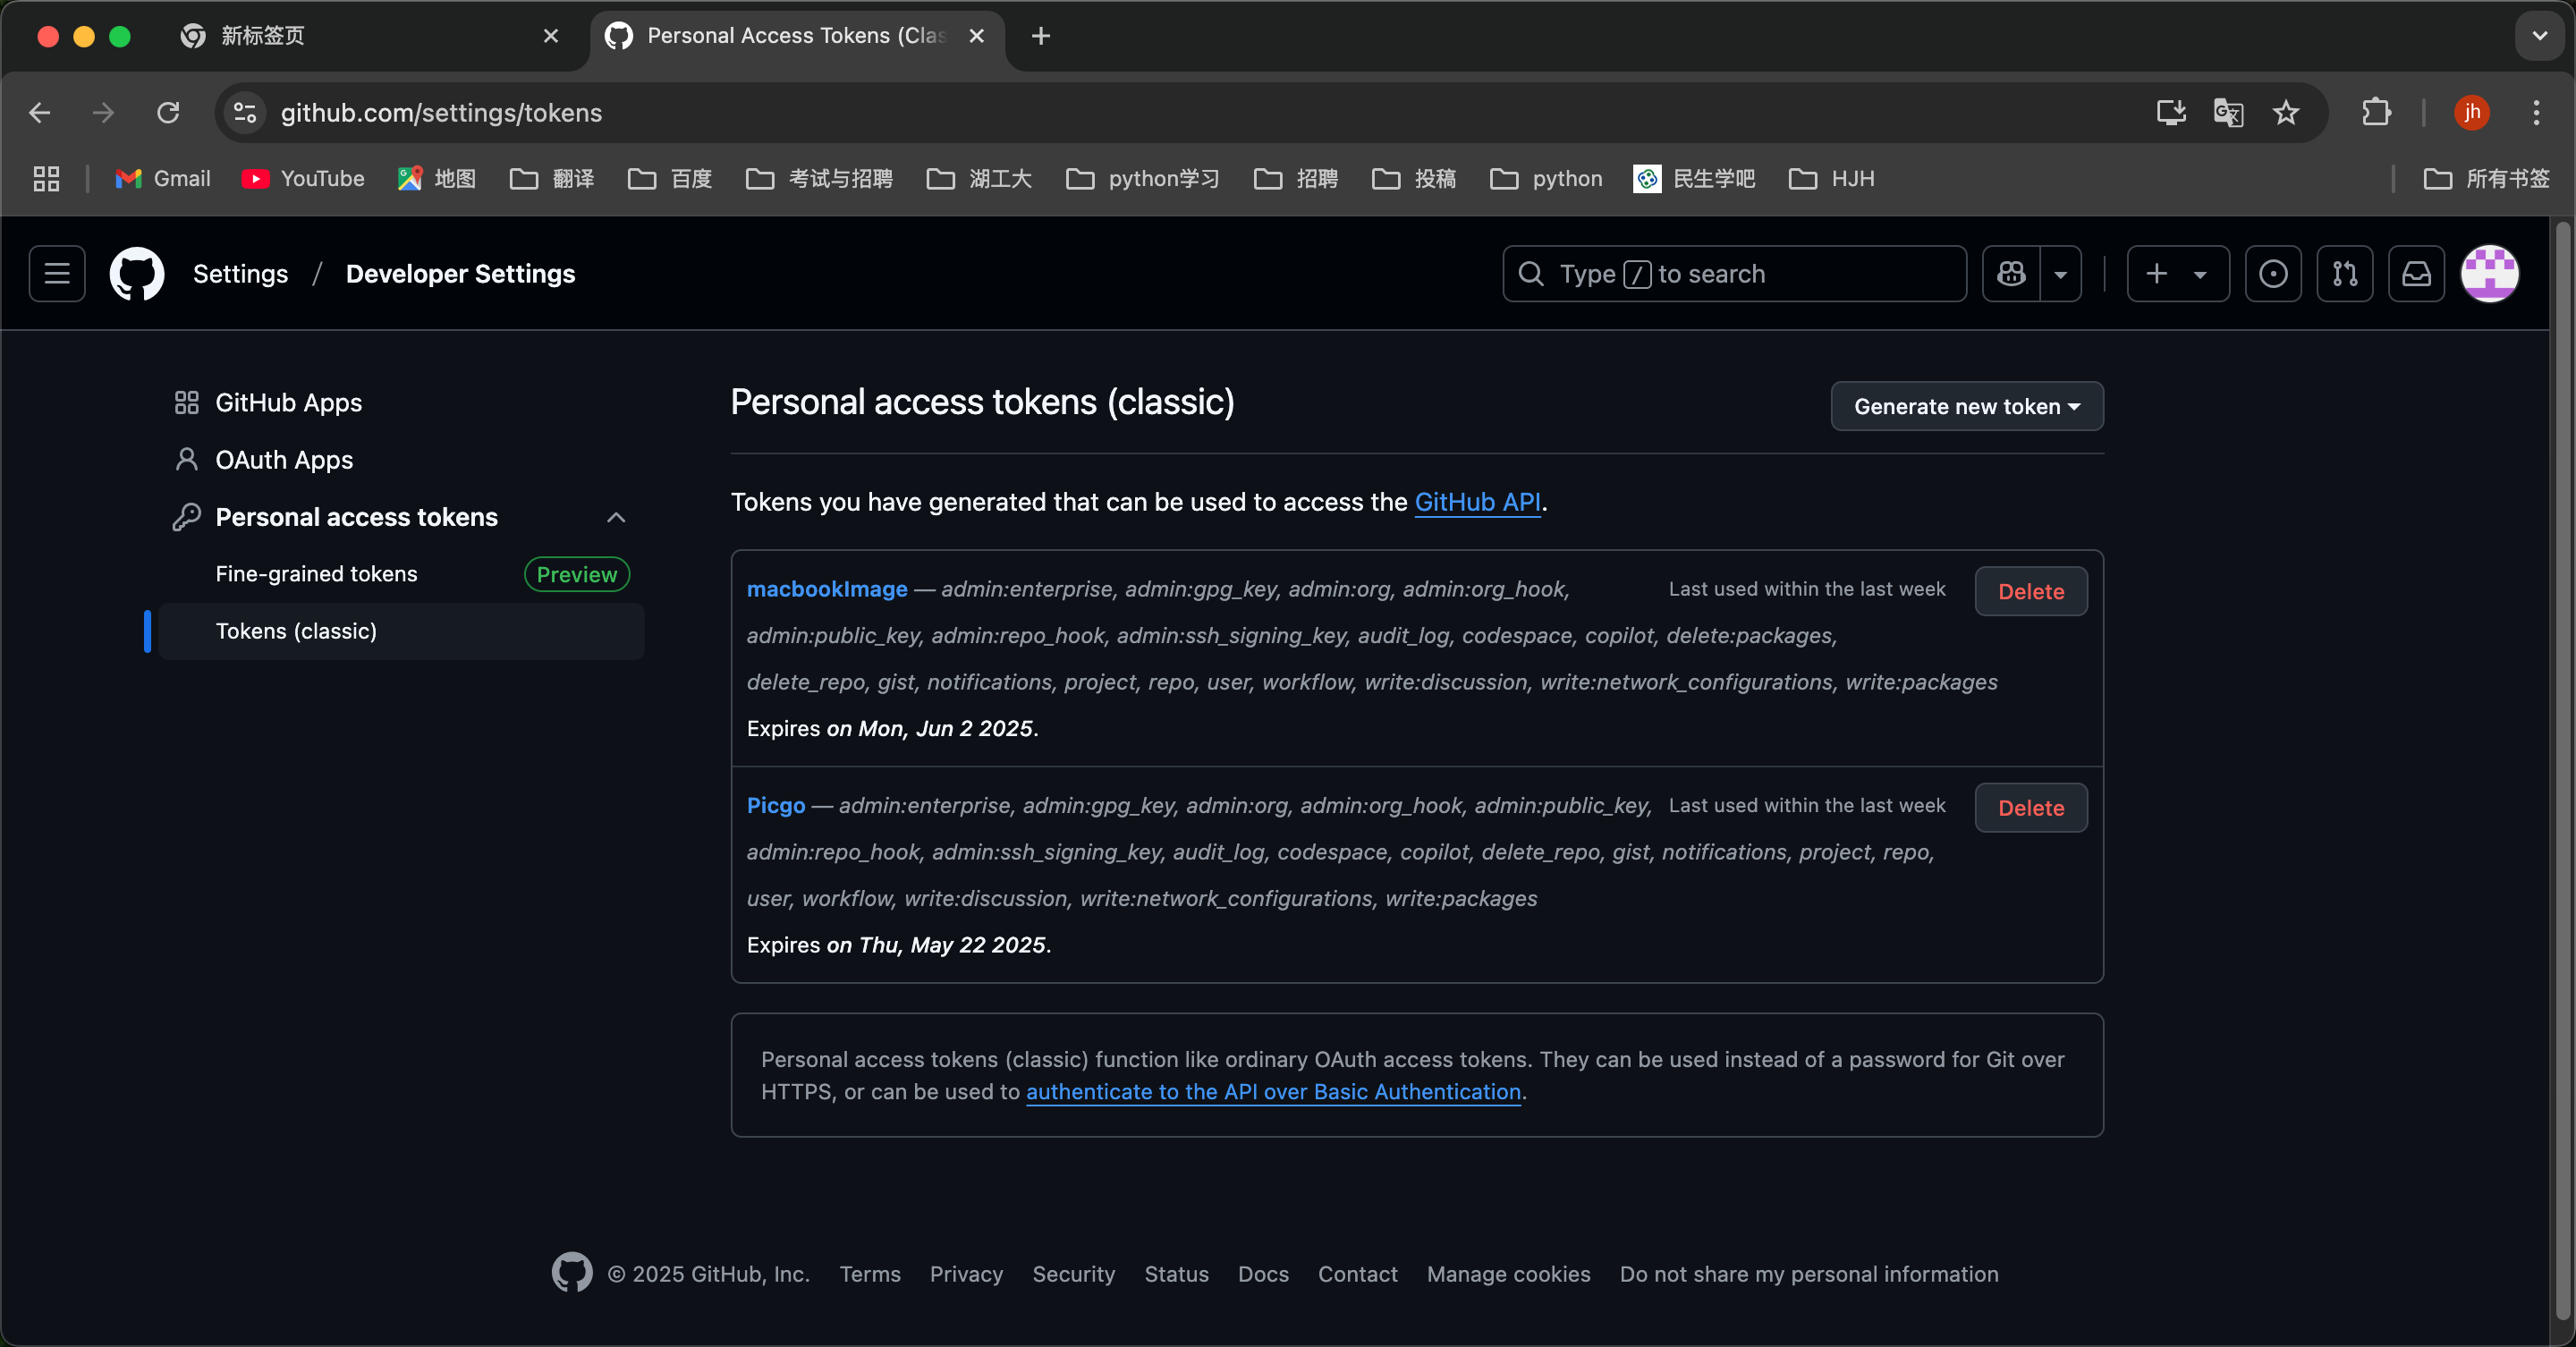 新标签页
Personal Access Tokens (Clas
github.com/settings/tokens
jh
Gmail
YouTube
地图
翻译
百度
考试与招聘
湖工大
python学习
招聘
投稿
python
民生学吧
HJH
所有书签
Settings / Developer Settings
Type / to search
GitHub Apps
OAuth Apps
Personal access tokens
Fine-grained tokens Preview
Tokens (classic)
Personal access tokens (classic)
Generate new token
Tokens you have generated that can be used to access the GitHub API.
macbookImage — admin:enterprise, admin:gpg_key, admin:org, admin:org_hook, Last used within the last week Delete
admin:public_key, admin:repo_hook, admin:ssh_signing_key, audit_log, codespace, copilot, delete:packages,
delete_repo, gist, notifications, project, repo, user, workflow, write:discussion, write:network_configurations, write:packages
Expires on Mon, Jun 2 2025.
Picgo — admin:enterprise, admin:gpg_key, admin:org, admin:org_hook, admin:public_key, Last used within the last week Delete
admin:repo_hook, admin:ssh_signing_key, audit_log, codespace, copilot, delete_repo, gist, notifications, project, repo,
user, workflow, write:discussion, write:network_configurations, write:packages
Expires on Thu, May 22 2025.
Personal access tokens (classic) function like ordinary OAuth access tokens. They can be used instead of a password for Git over
HTTPS, or can be used to authenticate to the API over Basic Authentication.
© 2025 GitHub, Inc. Terms Privacy Security Status Docs Contact Manage cookies Do not share my personal information